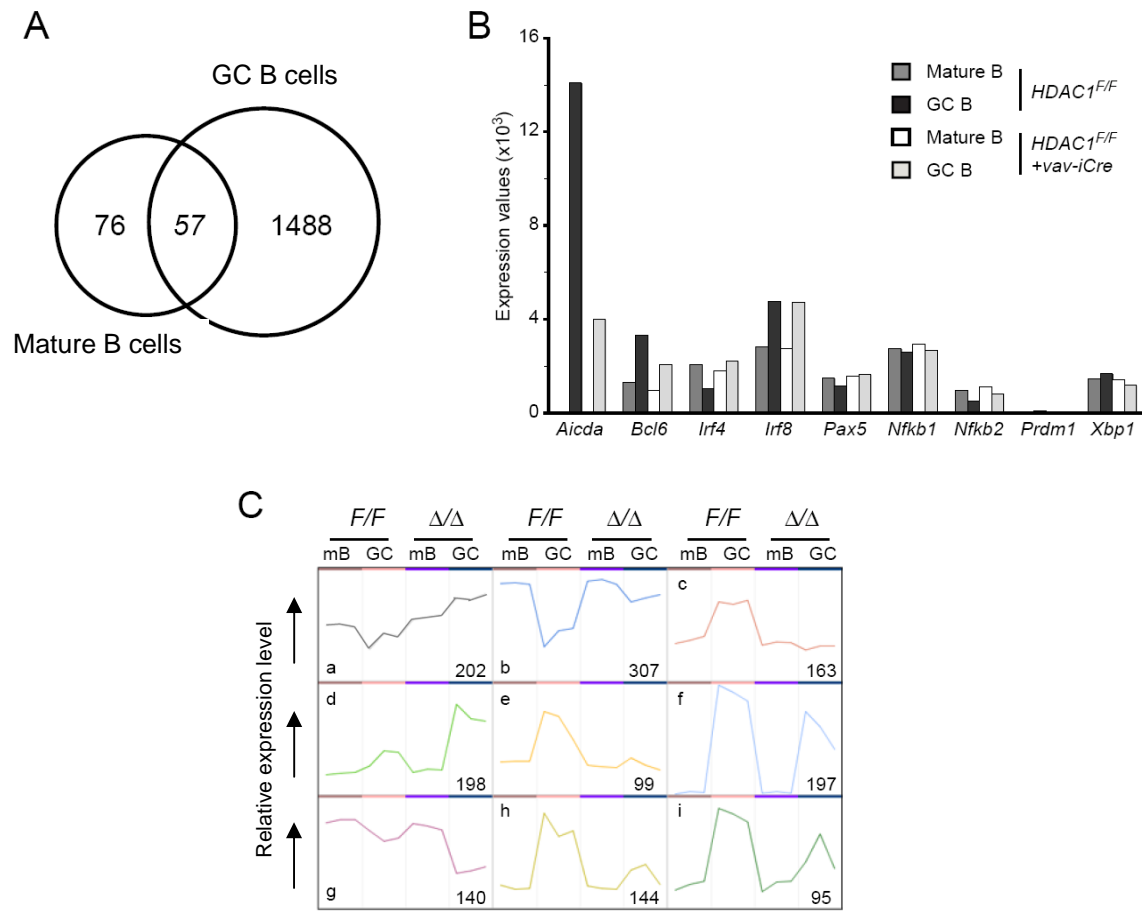 A
GC B cells
76
57
1488
Mature B cells
B
Expression values (x10³)
16
12
8
4
0
Mature B
GC B
HDAC1^F/F
Mature B
GC B
HDAC1^F/F
+vav-iCre
Aicda Bcl6 Irf4 Irf8 Pax5 Nfkb1 Nfkb2 Prdm1 Xbp1
C
F/F Δ/Δ F/F Δ/Δ F/F Δ/Δ
mB GC mB GC mB GC mB GC mB GC mB GC
Relative expression level
a 202
b 307
c 163
d 198
e 99
f 197
g 140
h 144
i 95